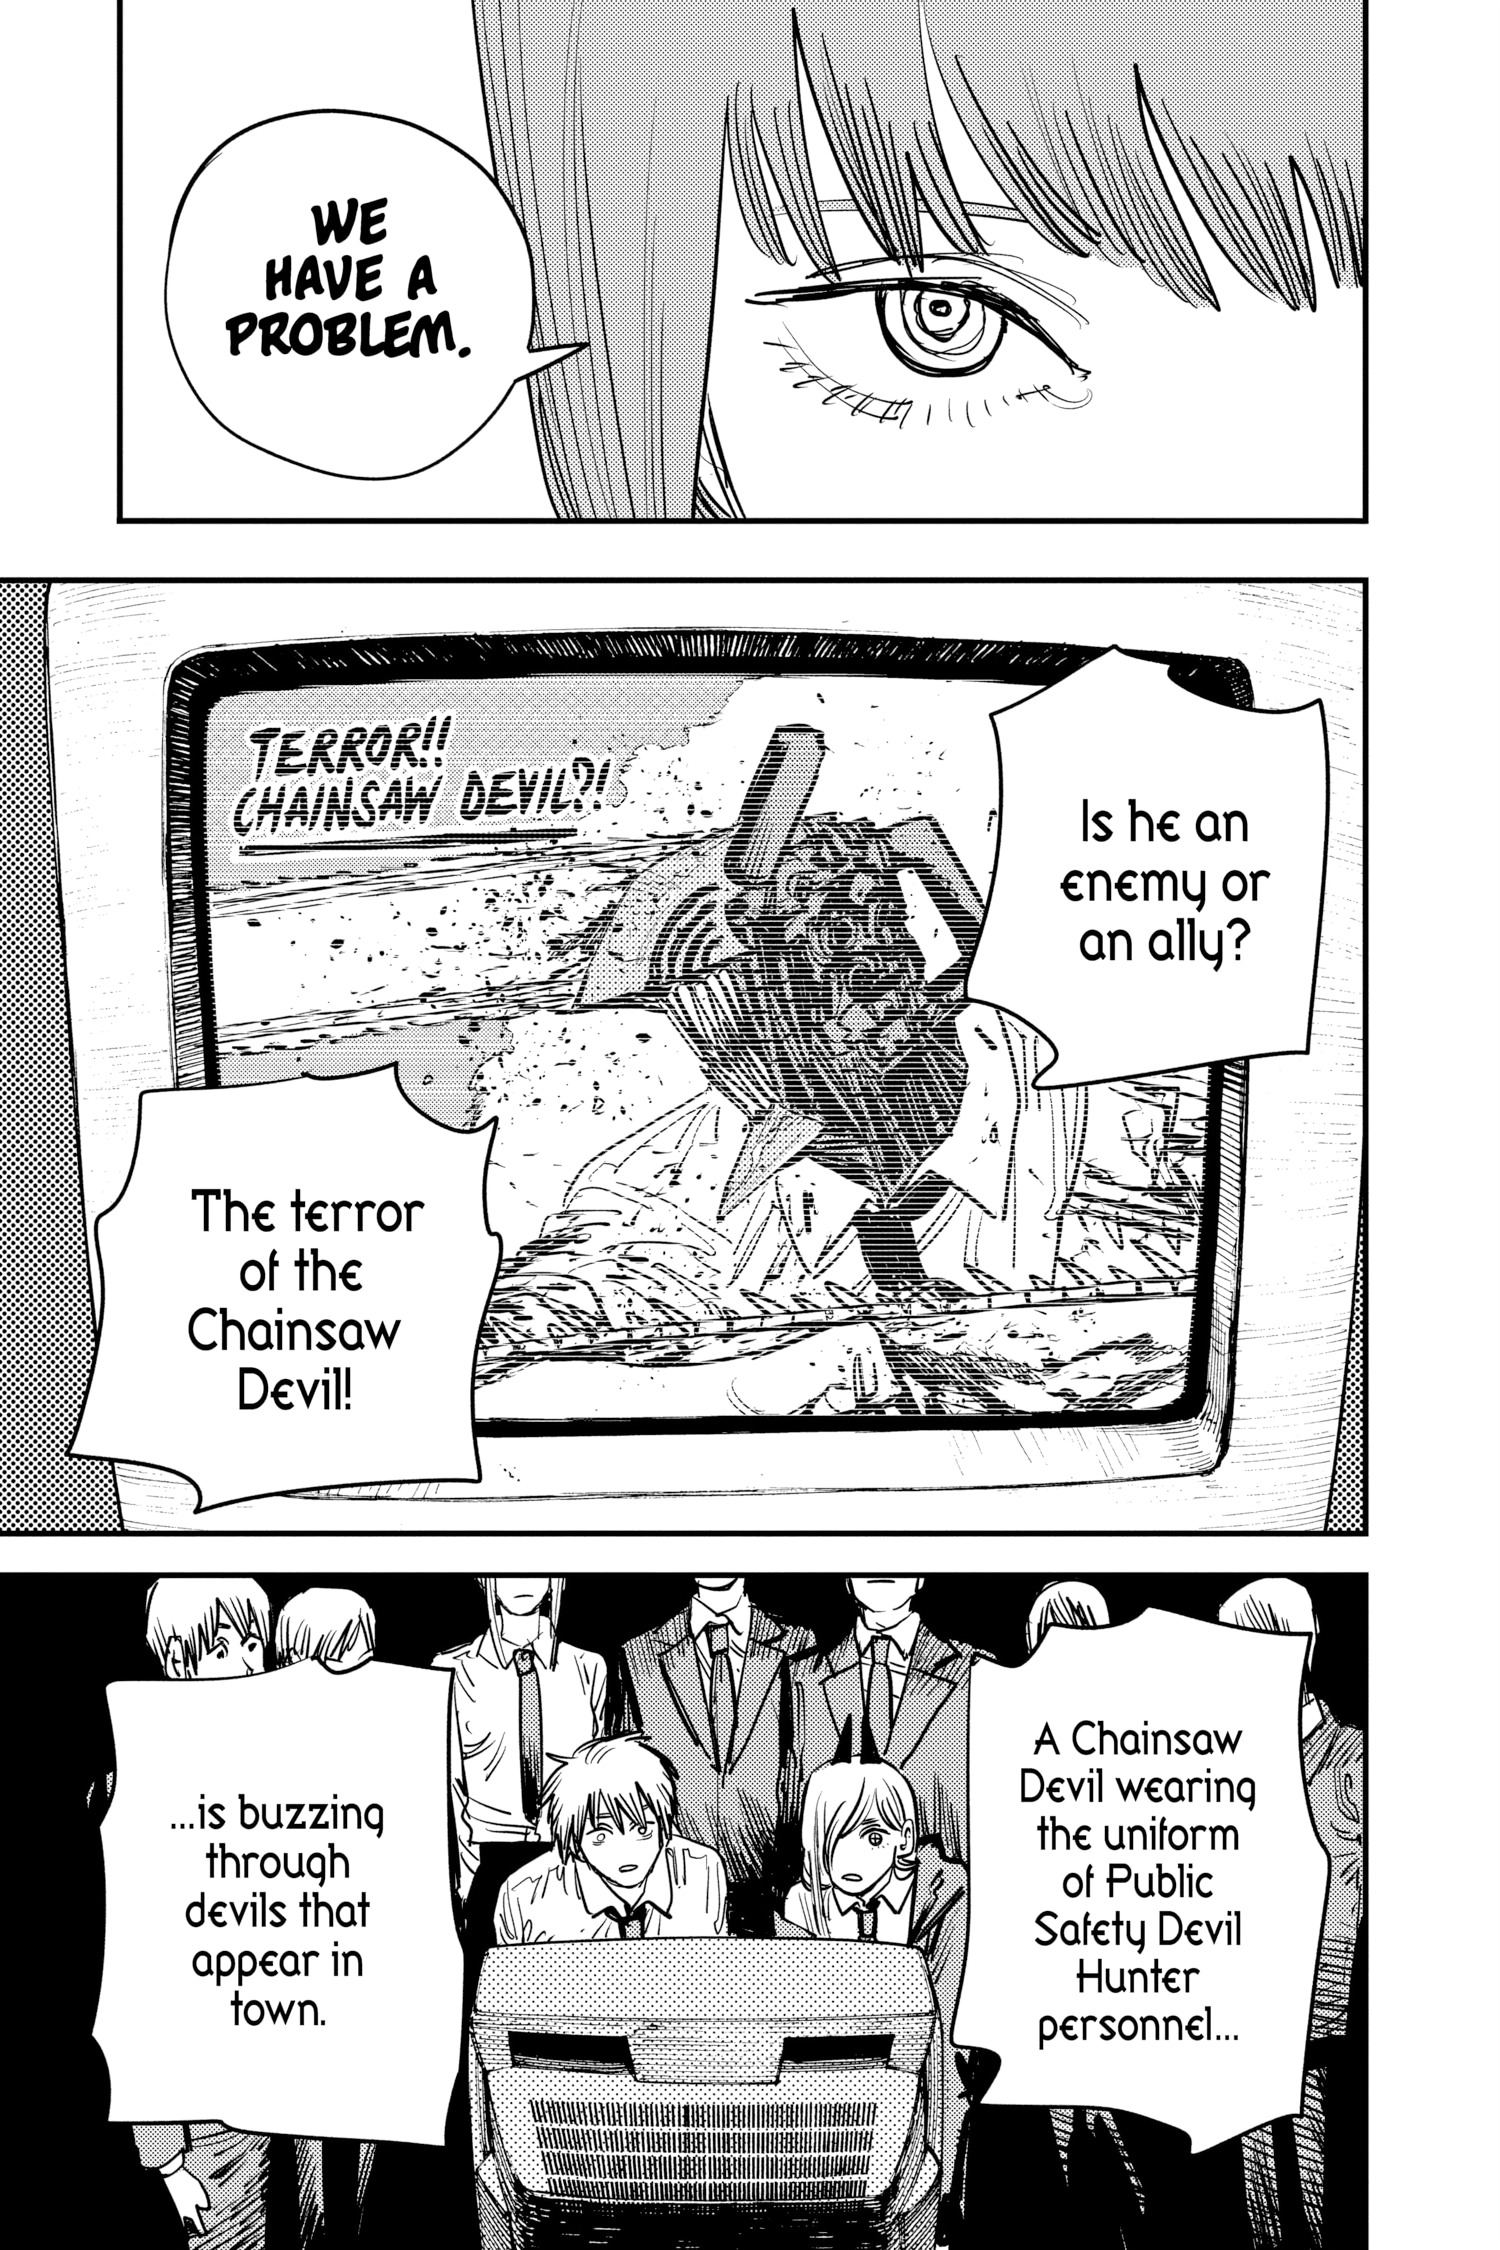 WE
HAVE A
PROBLEM.
Is he an
enemy or
an ally?
TERROR!!
CHAINSAW DEVIL?!
The terror
of the
Chainsaw
Devil!
A Chainsaw
Devil wearing
the uniform
of Public
Safety Devil
Hunter
personnel...
...is buzzing
through
devils that
appear in
town.